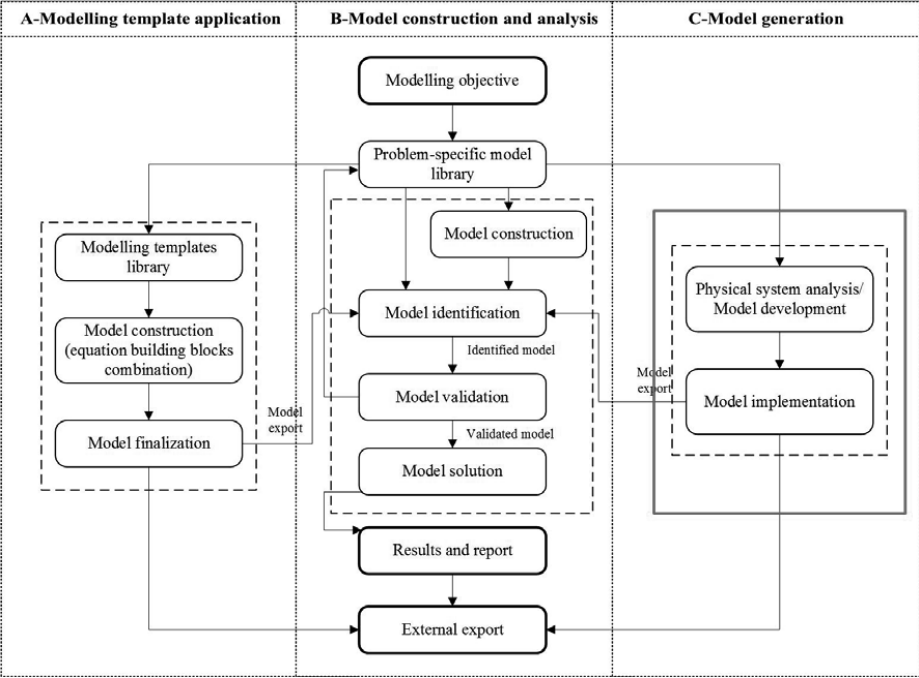 A-Modelling template application
B-Model construction and analysis
C-Model generation
Modelling objective
Problem-specific model
library
Model construction
Modelling templates
library
Physical system analysis/
Model development
Model identification
Model construction
(equation building blocks
combination)
Identified model
Model
export
Model validation
Model implementation
Model
export
Validated model
Model finalization
Model solution
Results and report
External export